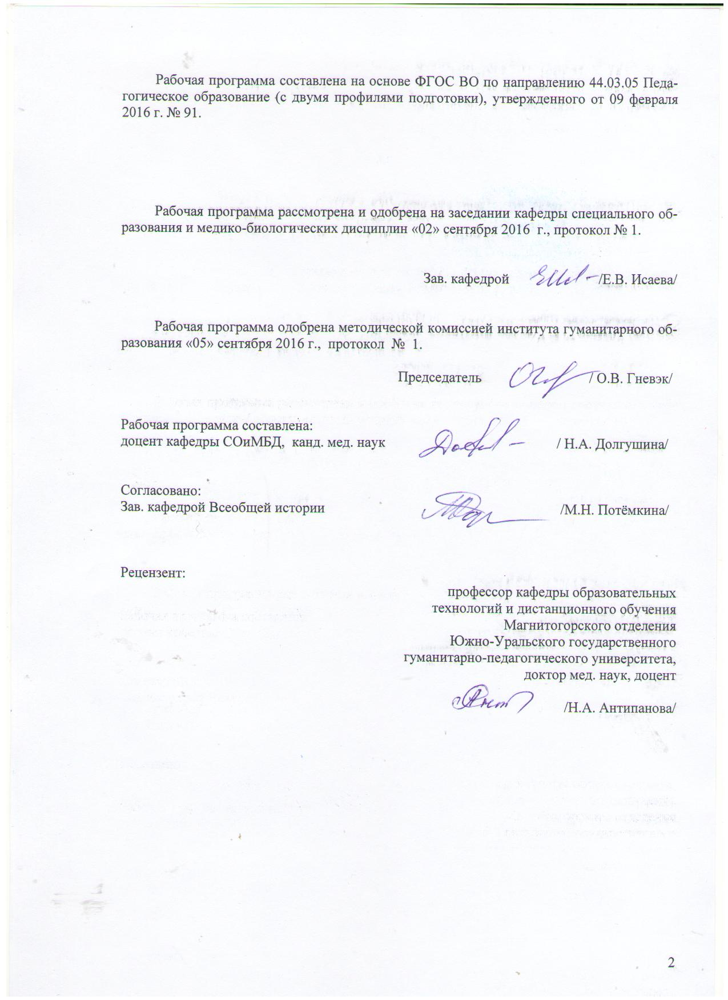 Рабочая программа составлена на основе ФГОС ВО по направлению 44.03.05 Педа-
гогическое образование (с двумя профилями подготовки), утвержденного от 09 февраля
2016 г. № 91.
Рабочая программа рассмотрена и одобрена на заседании кафедры специального об-
разования и медико-биологических дисциплин «02» сентября 2016 г., протокол № 1.
Зав. кафедрой /Е.В. Исаева/
Рабочая программа одобрена методической комиссией института гуманитарного об-
разования «05» сентября 2016 г., протокол № 1.
Председатель / О.В. Гневэк/
Рабочая программа составлена:
доцент кафедры СОиМБД, канд. мед. наук / Н.А. Долгушина/
Согласовано:
Зав. кафедрой Всеобщей истории /М.Н. Потёмкина/
Рецензент:
профессор кафедры образовательных
технологий и дистанционного обучения
Магнитогорского отделения
Южно-Уральского государственного
гуманитарно-педагогического университета,
доктор мед. наук, доцент
/Н.А. Антипанова/
2